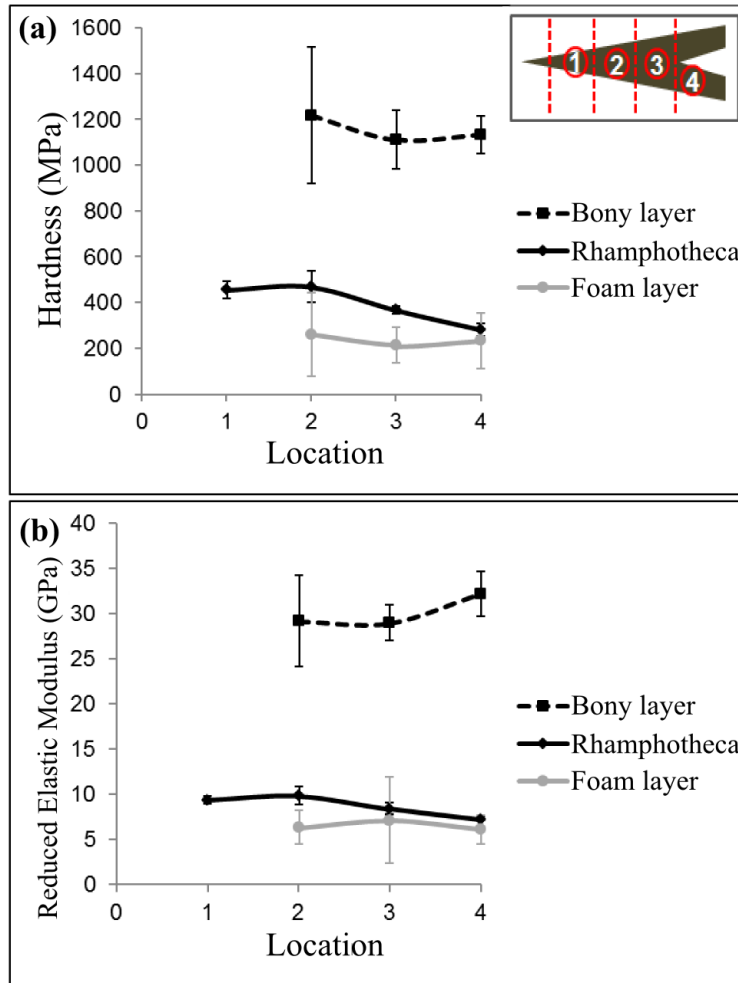 (a)
1600
1400
1200
1000
800
600
400
200
0
Hardness (MPa)
0 1 2 3 4
Location
1 2 3 4
Bony layer
Rhamphotheca
Foam layer
(b)
40
35
30
25
20
15
10
5
0
Reduced Elastic Modulus (GPa)
0 1 2 3 4
Location
Bony layer
Rhamphotheca
Foam layer